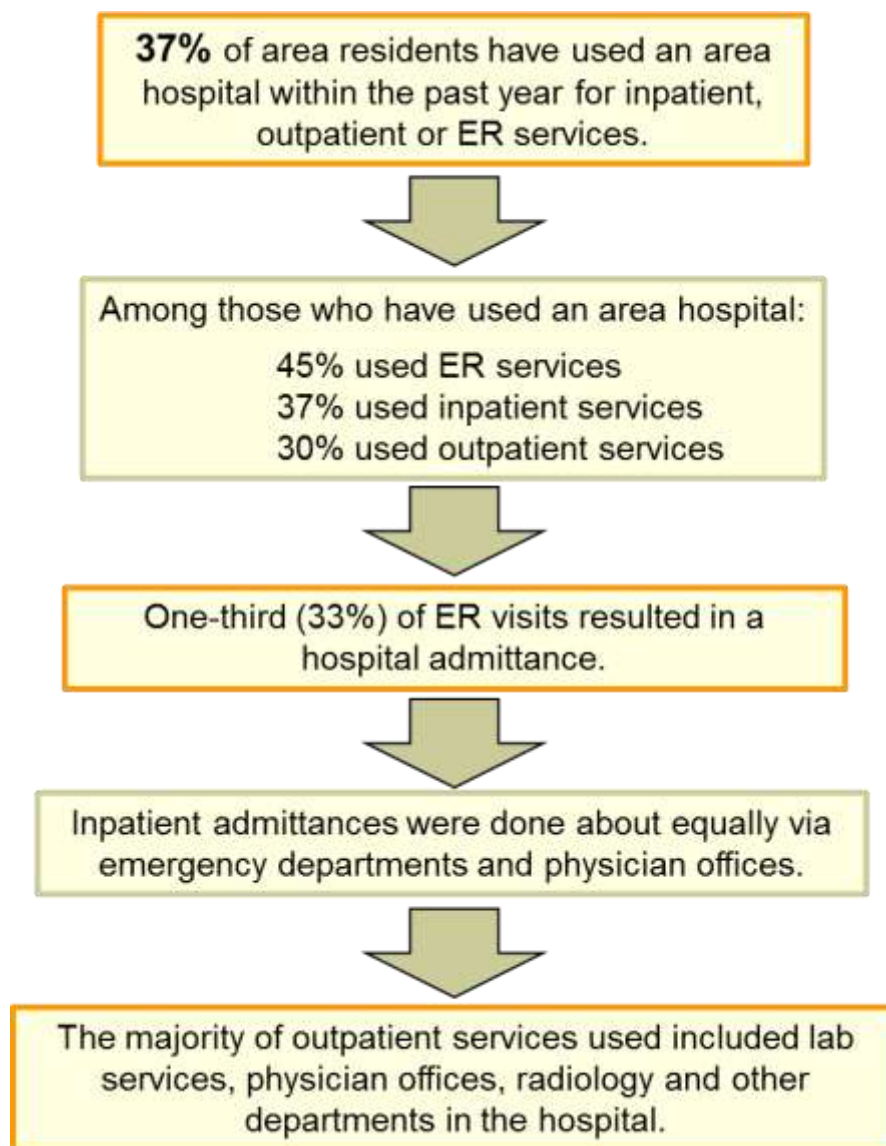 37% of area residents have used an area
hospital within the past year for inpatient,
outpatient or ER services.
Among those who have used an area hospital:
45% used ER services
37% used inpatient services
30% used outpatient services
One-third (33%) of ER visits resulted in a
hospital admittance.
Inpatient admittances were done about equally via
emergency departments and physician offices.
The majority of outpatient services used included lab
services, physician offices, radiology and other
departments in the hospital.